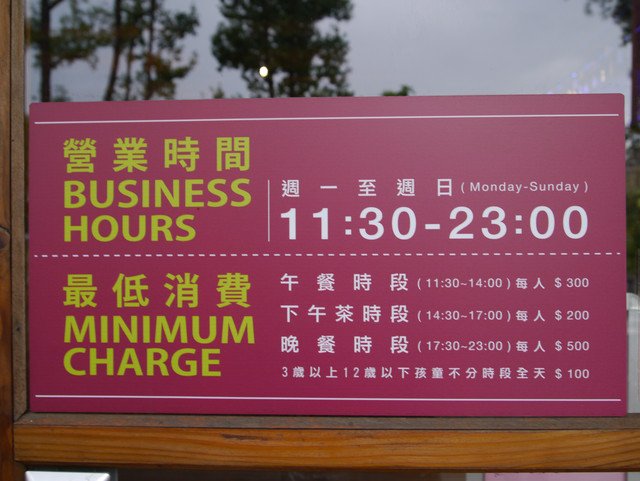 營業時間
BUSINESS
HOURS
週一至週日(Monday-Sunday)
11:30-23:00
最低消費
MINIMUM
CHARGE
午餐時段(11:30~14:00)每人 $300
下午茶時段(14:30~17:00)每人 $200
晚餐時段(17:30~23:00)每人 $500
3歲以上12歲以下孩童不分時段全天 $100